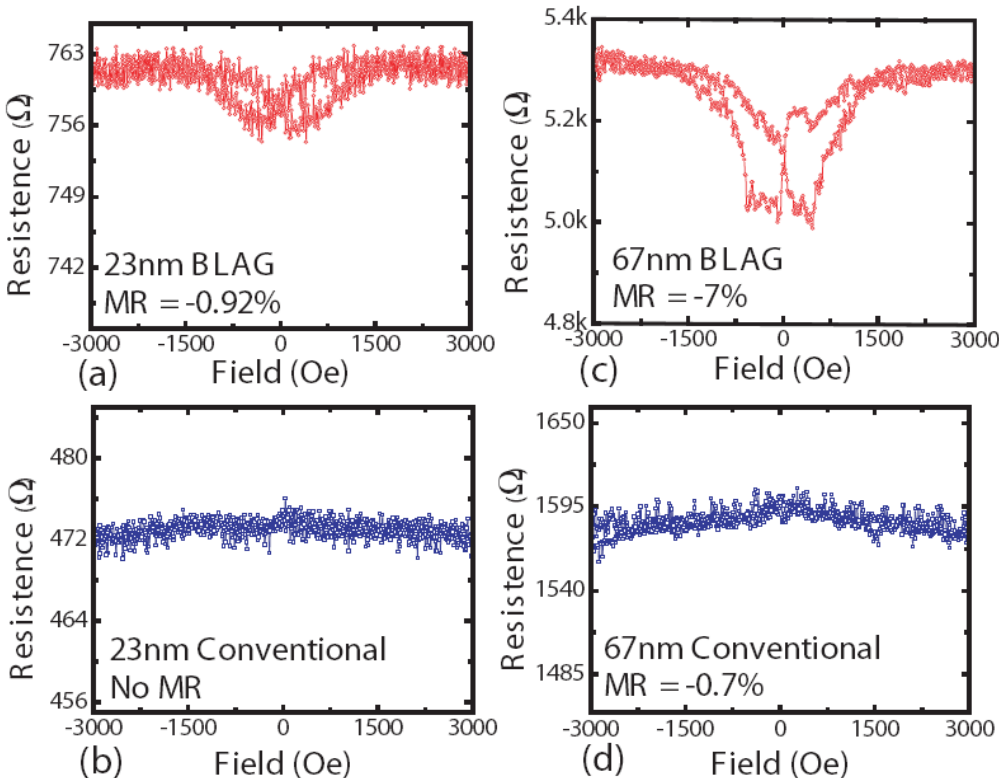 763
756
749
742
Resistence (Ω)
23nm BLAG
MR = -0.92%
-3000 -1500 0 1500 3000
(a) Field (Oe)
5.4k
5.2k
5.0k
4.8k
Resistence (Ω)
67nm BLAG
MR = -7%
-3000 -1500 0 1500 3000
(c) Field (Oe)
480
472
464
456
Resistence (Ω)
23nm Conventional
No MR
-3000 -1500 0 1500 3000
(b) Field (Oe)
1650
1595
1540
1485
Resistence (Ω)
67nm Conventional
MR = -0.7%
-3000 -1500 0 1500 3000
(d) Field (Oe)